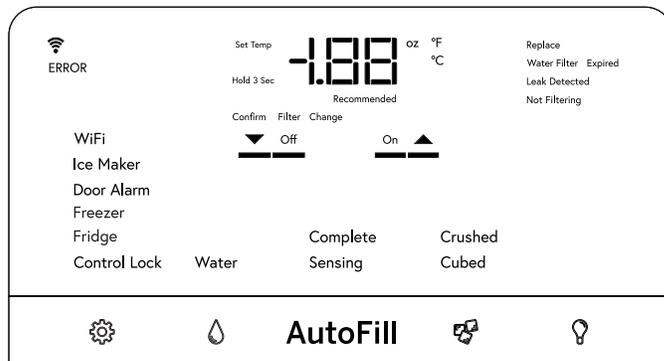 Set Temp
-1.88 oz °F
°C
ERROR
Hold 3 Sec
Recommended
Replace
Water Filter Expired
Leak Detected
Not Filtering
Confirm Filter Change
Off On
WiFi
Ice Maker
Door Alarm
Freezer
Fridge Complete Crushed
Control Lock Water Sensing Cubed
AutoFill